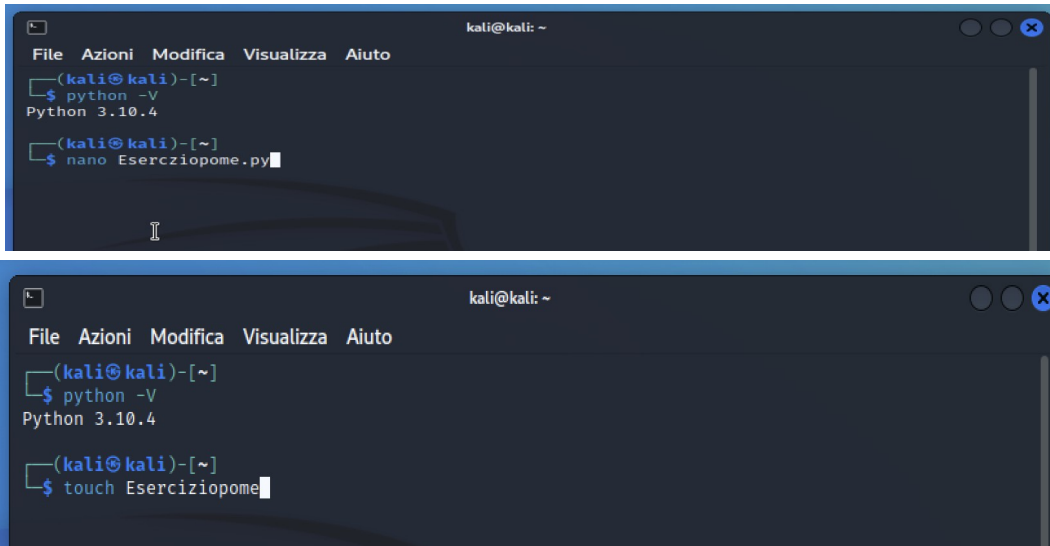 kali@kali: ~
File Azioni Modifica Visualizza Aiuto
┌──(kali㉿kali)-[~]
└─$ python -V
Python 3.10.4
┌──(kali㉿kali)-[~]
└─$ nano Esercziopome.py
kali@kali: ~
File Azioni Modifica Visualizza Aiuto
┌──(kali㉿kali)-[~]
└─$ python -V
Python 3.10.4
┌──(kali㉿kali)-[~]
└─$ touch Eserciziopome